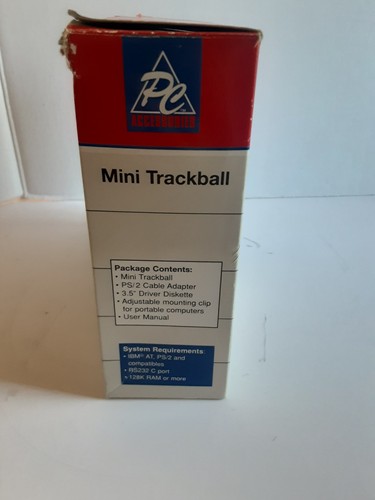 PC
ACCESSORIES
Mini Trackball
Package Contents:
• Mini Trackball
• PS/2 Cable Adapter
• 3.5" Driver Diskette
• Adjustable mounting clip
for portable computers
• User Manual
System Requirements
• IBM® AT, PS/2 and
compatibles
• RS232 C port
• 128K RAM or more